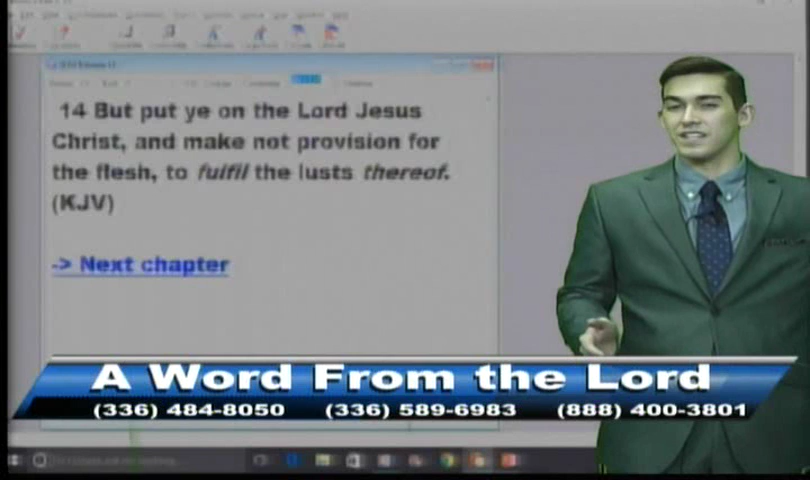 14 But put ye on the Lord Jesus
Christ, and make not provision for
the flesh, to fulfil the lusts thereof.
(KJV)
-> Next chapter
A Word From the Lord
(336) 484-8050 (336) 589-6983 (888) 400-3801